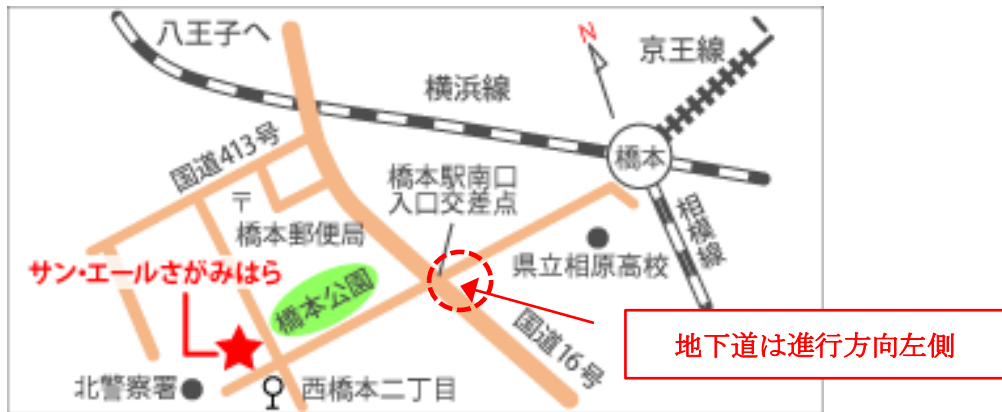 八王子へ
N
京王線
横浜線
国道413号
橋本
橋本駅南口
入口交差点
〒
橋本郵便局
相模線
県立相原高校
サン・エールさがみはら
橋本公園
国道16号
地下道は進行方向左側
北警察署
西橋本二丁目